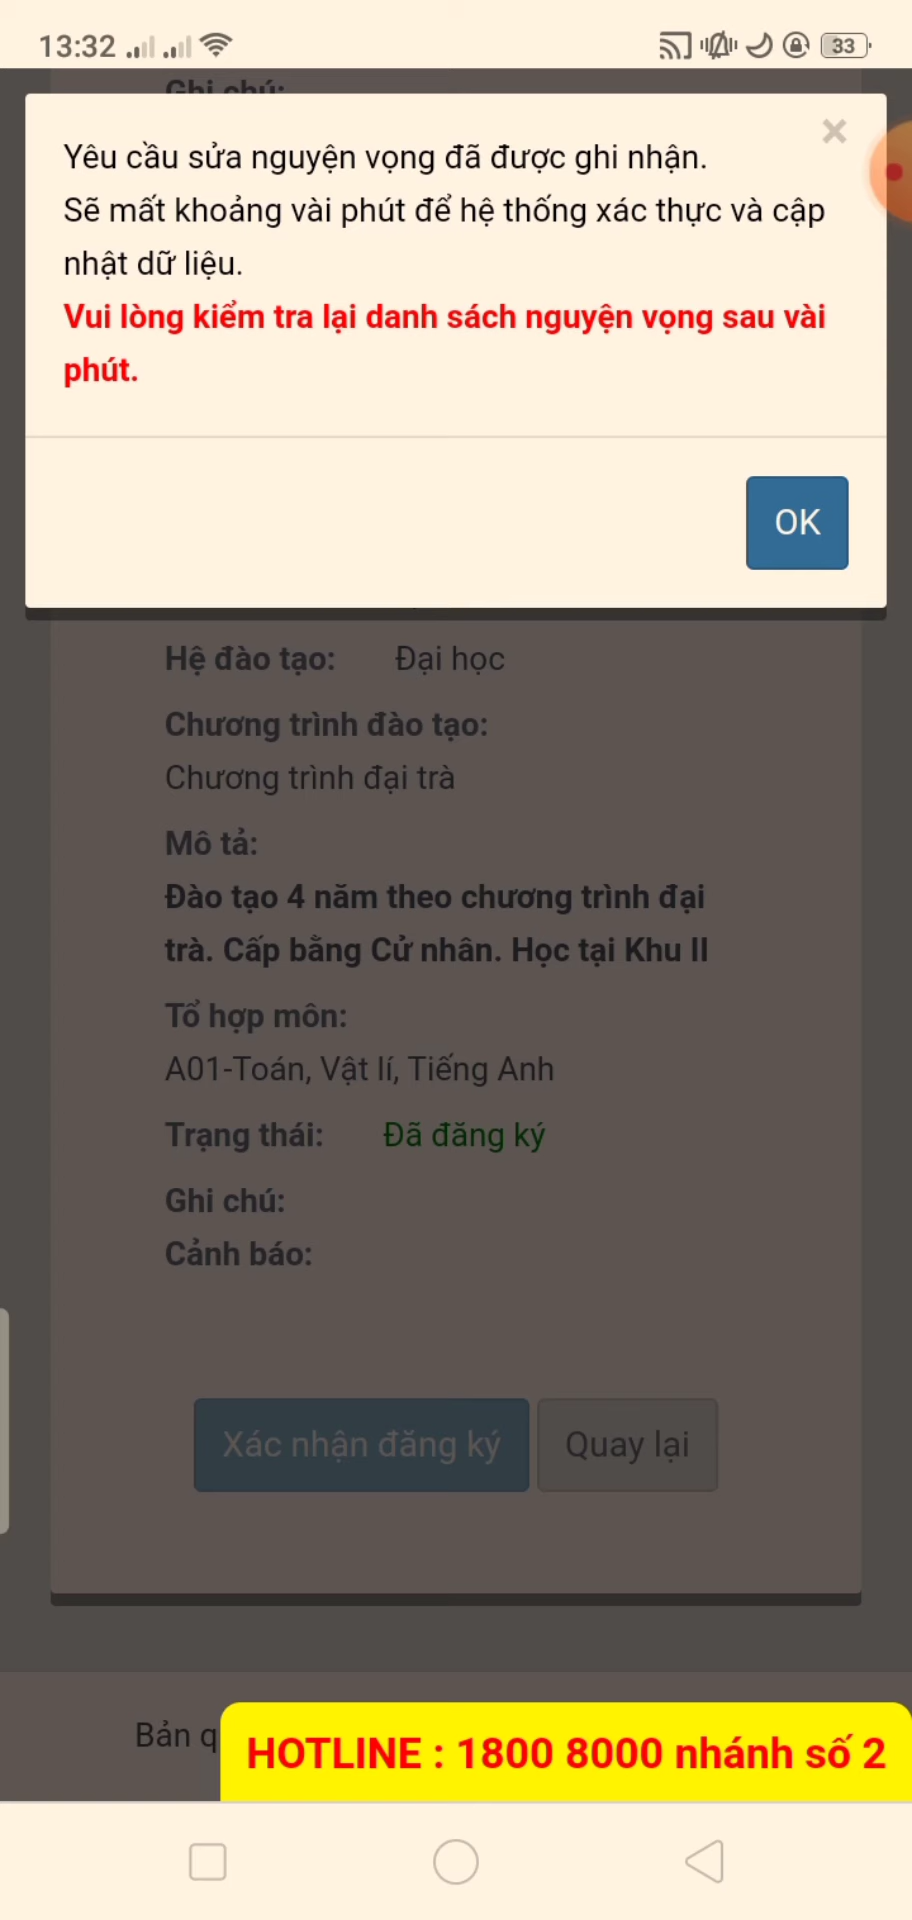 13:32
33
Ghi chú:
Yêu cầu sửa nguyện vọng đã được ghi nhận.
Sẽ mất khoảng vài phút để hệ thống xác thực và cập
nhật dữ liệu.
Vui lòng kiểm tra lại danh sách nguyện vọng sau vài
phút.
OK
Hệ đào tạo: Đại học
Chương trình đào tạo:
Chương trình đại trà
Mô tả:
Đào tạo 4 năm theo chương trình đại
trà. Cấp bằng Cử nhân. Học tại Khu II
Tổ hợp môn:
A01-Toán, Vật lí, Tiếng Anh
Trạng thái: Đã đăng ký
Ghi chú:
Cảnh báo:
Xác nhận đăng ký Quay lại
Bản q
HOTLINE : 1800 8000 nhánh số 2